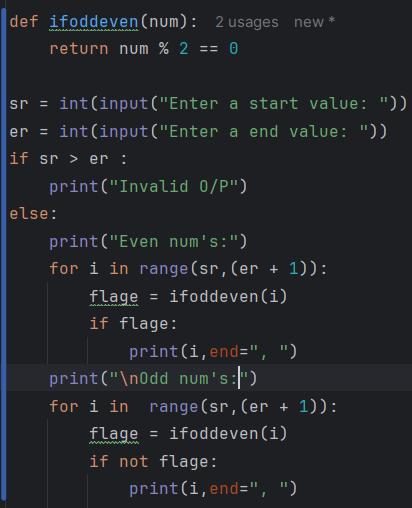 def ifoddeven(num): 2 usages new *
    return num % 2 == 0

sr = int(input("Enter a start value: "))
er = int(input("Enter a end value: "))
if sr > er :
    print("Invalid O/P")
else:
    print("Even num's:")
    for i in range(sr,(er + 1)):
        flage = ifoddeven(i)
        if flage:
            print(i,end=", ")
    print("\nOdd num's:")
    for i in  range(sr,(er + 1)):
        flage = ifoddeven(i)
        if not flage:
            print(i,end=", ")